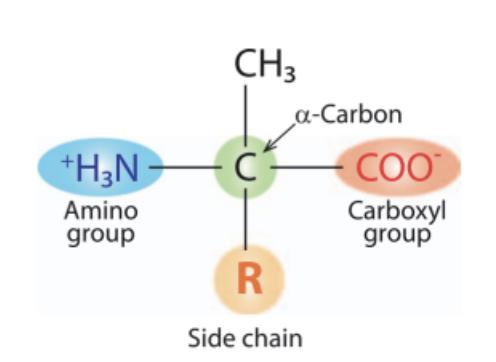 CH₃
α-Carbon
⁺H₃N
C
COO⁻
Amino
group
Carboxyl
group
R
Side chain